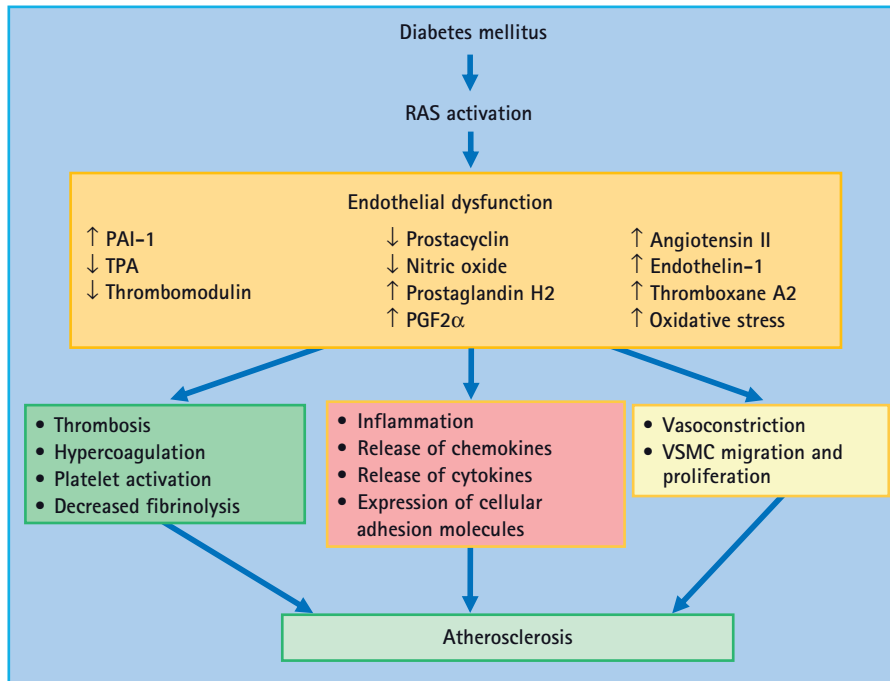 Diabetes mellitus
RAS activation
Endothelial dysfunction
↑ PAI-1
↓ TPA
↓ Thrombomodulin
↓ Prostacyclin
↓ Nitric oxide
↑ Prostaglandin H2
↑ PGF2α
↑ Angiotensin II
↑ Endothelin-1
↑ Thromboxane A2
↑ Oxidative stress
• Thrombosis
• Hypercoagulation
• Platelet activation
• Decreased fibrinolysis
• Inflammation
• Release of chemokines
• Release of cytokines
• Expression of cellular
adhesion molecules
• Vasoconstriction
• VSMC migration and
proliferation
Atherosclerosis